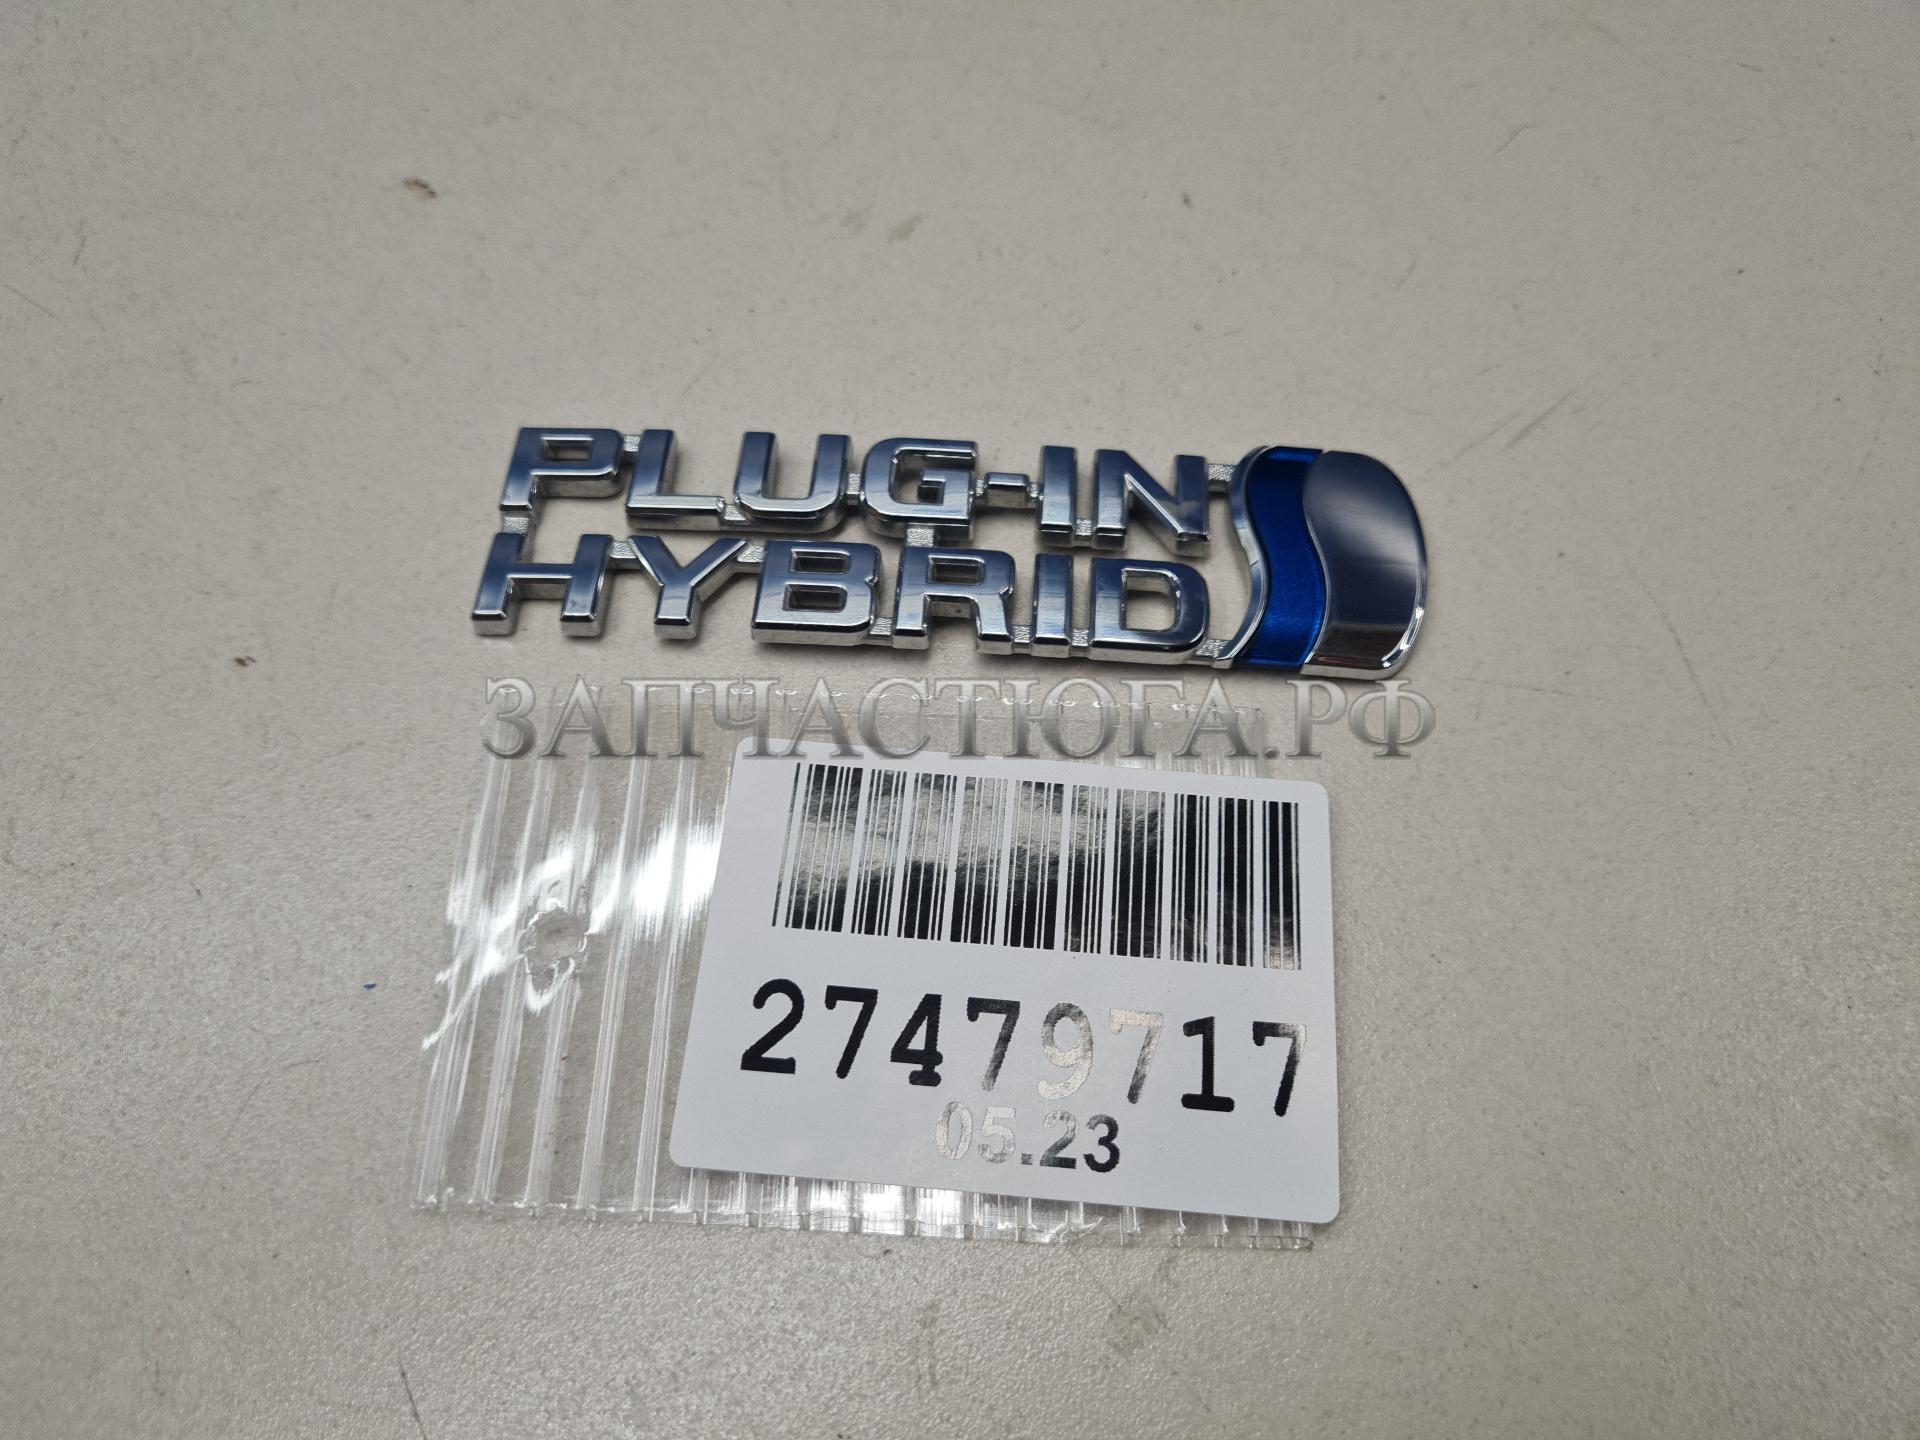 PLUG-IN
HYBRID
ЗАПЧАСТЮГА.РФ
27479717
05.23